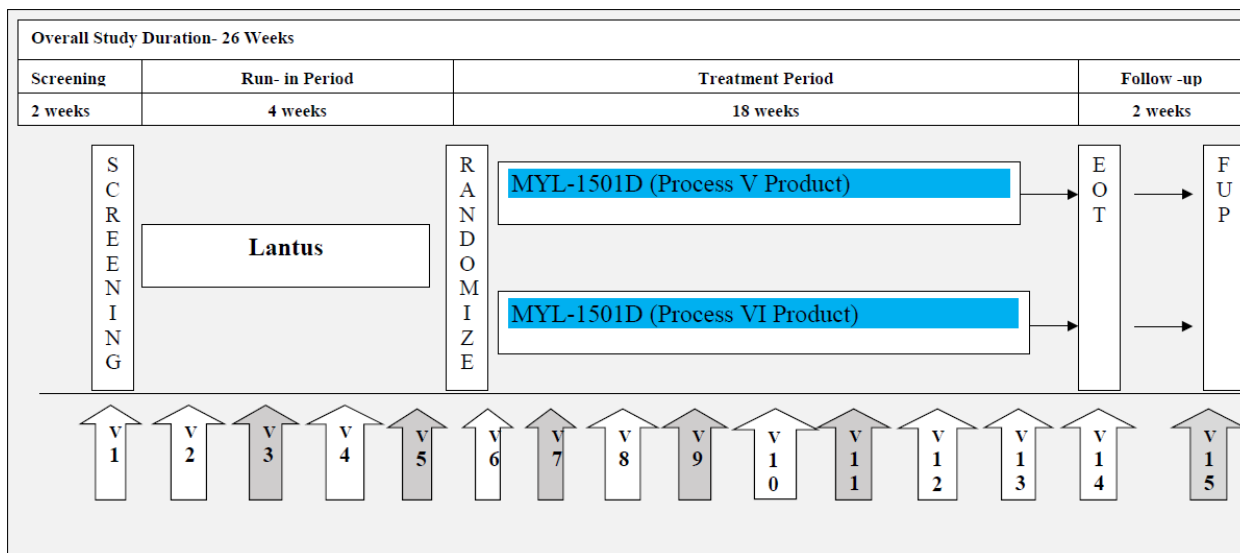 Overall Study Duration- 26 Weeks
Screening Run- in Period Treatment Period Follow -up
2 weeks 4 weeks 18 weeks 2 weeks
SCREENING
Lantus
RANDOMIZE
MYL-1501D (Process V Product)
MYL-1501D (Process VI Product)
EOT
FUP
V1 V2 V3 V4 V5 V6 V7 V8 V9 V10 V11 V12 V13 V14 V15